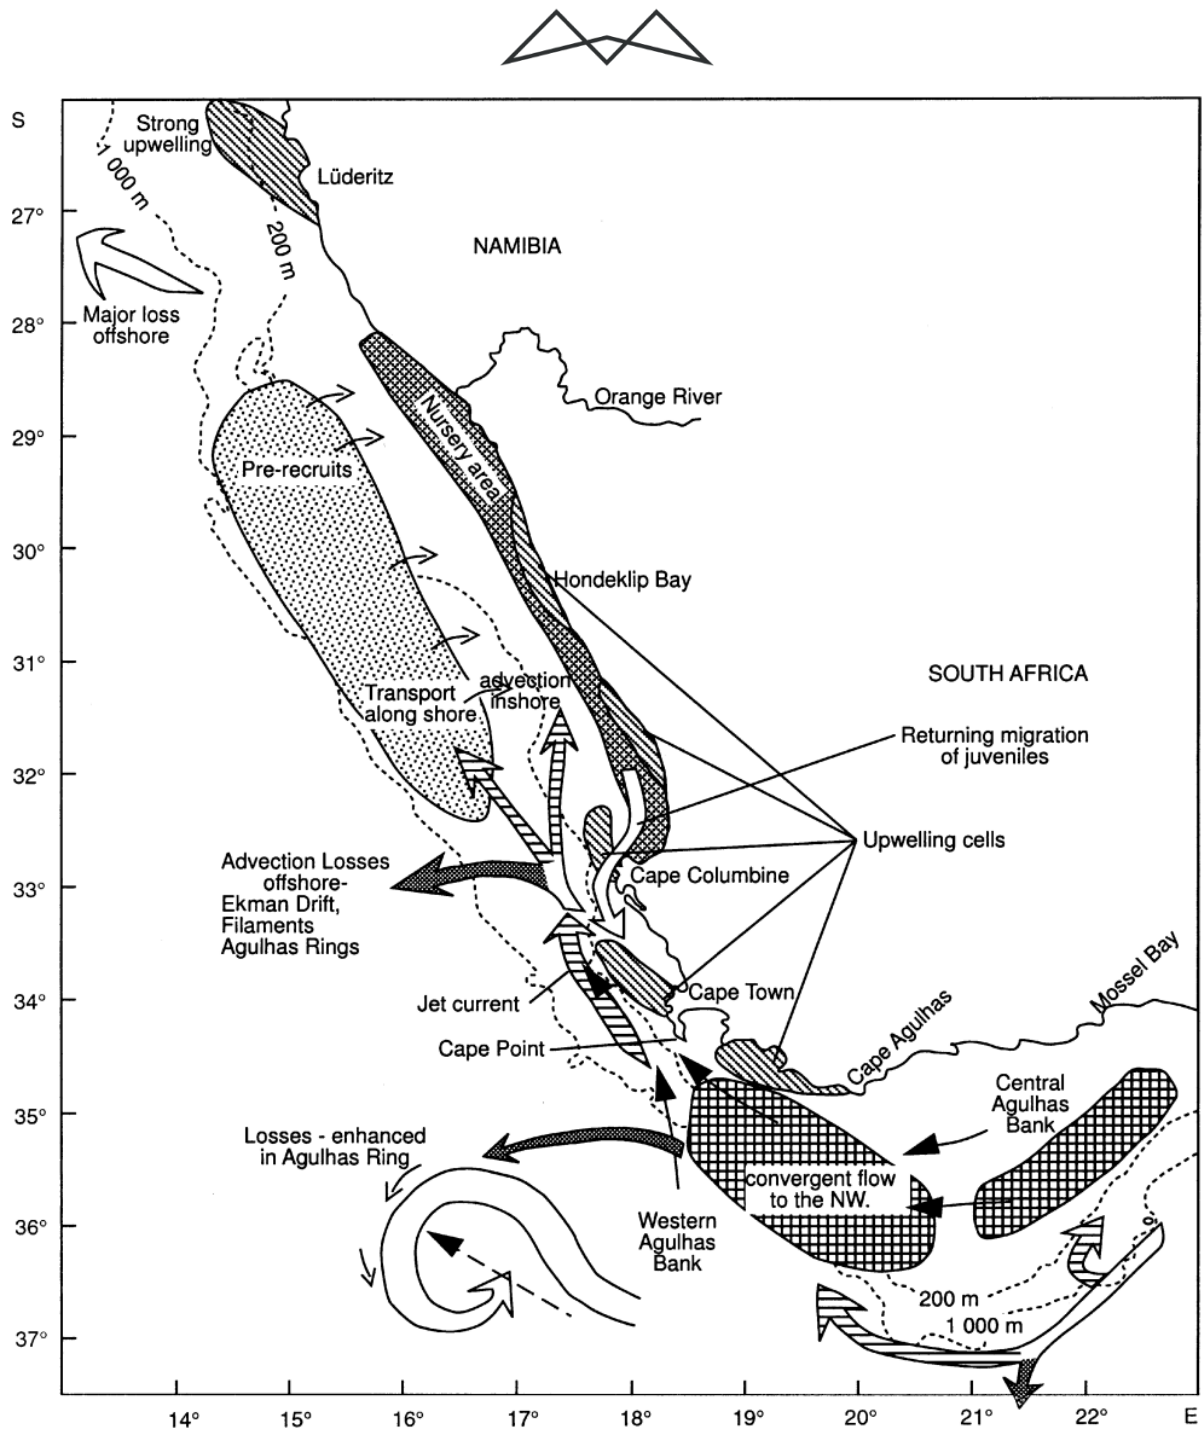 S
Strong
upwelling
1 000 m
Lüderitz
27°
200 m
NAMIBIA
Major loss
offshore
28°
Orange River
Nursery area
29°
Pre-recruits
30°
Hondeklip Bay
31°
SOUTH AFRICA
advection
inshore
Transport
along shore
Returning migration
of juveniles
32°
Upwelling cells
Advection Losses
offshore-
Ekman Drift,
Filaments
Agulhas Rings
33°
Cape Columbine
Mossel Bay
34°
Jet current
Cape Town
Cape Point
Cape Agulhas
Central
Agulhas
Bank
35°
Losses - enhanced
in Agulhas Ring
convergent flow
to the NW.
36°
Western
Agulhas
Bank
200 m
1 000 m
37°
14°
15°
16°
17°
18°
19°
20°
21°
22°
E